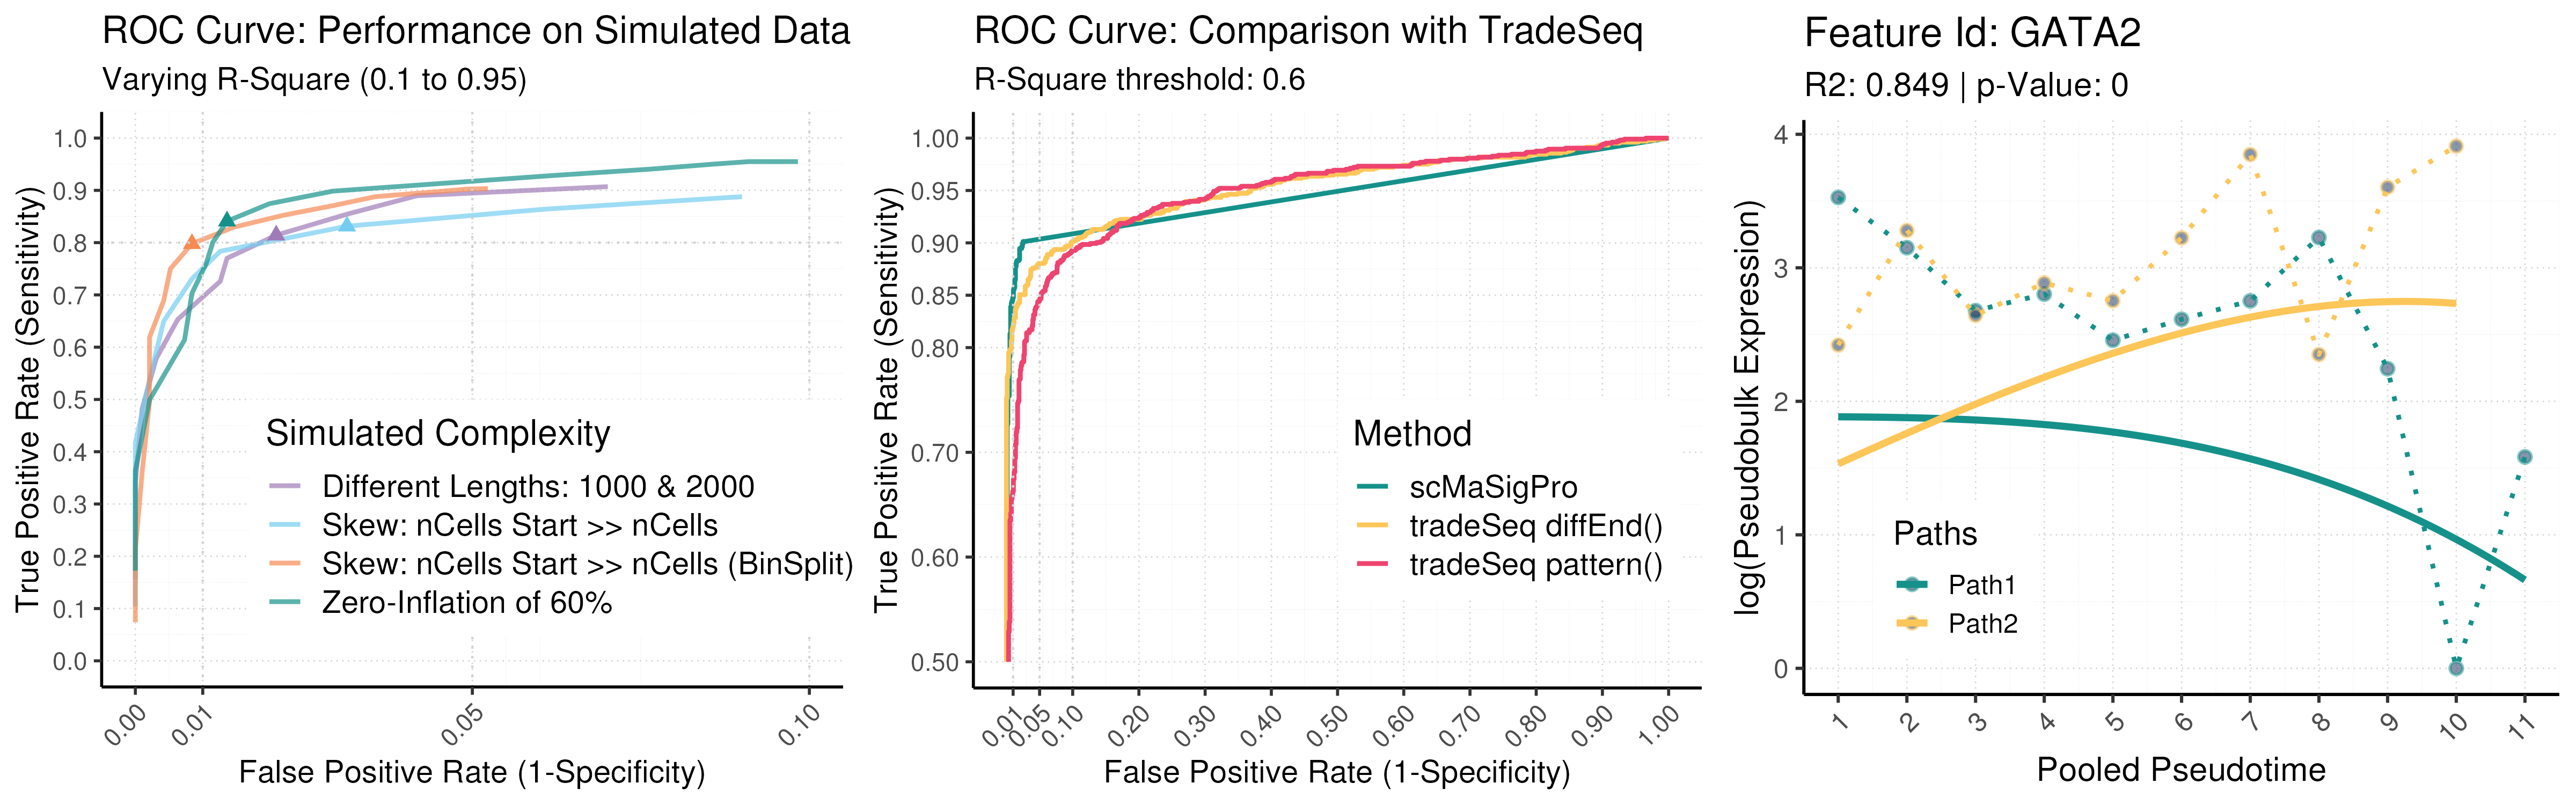 ROC Curve: Performance on Simulated Data
Varying R-Square (0.1 to 0.95)
True Positive Rate (Sensitivity)
1.0
0.9
0.8
0.7
0.6
0.5
0.4
0.3
0.2
0.1
0.0
Simulated Complexity
Different Lengths: 1000 & 2000
Skew: nCells Start >> nCells
Skew: nCells Start >> nCells (BinSplit)
Zero-Inflation of 60%
0.00
0.01
0.05
0.10
False Positive Rate (1-Specificity)
ROC Curve: Comparison with TradeSeq
R-Square threshold: 0.6
True Positive Rate (Sensitivity)
1.00
0.95
0.90
0.85
0.80
0.70
0.60
0.50
Method
scMaSigPro
tradeSeq diffEnd()
tradeSeq pattern()
0.01
0.05
0.10
0.20
0.30
0.40
0.50
0.60
0.70
0.80
0.90
1.00
False Positive Rate (1-Specificity)
Feature Id: GATA2
R2: 0.849 | p-Value: 0
log(Pseudobulk Expression)
4
3
2
1
0
Paths
Path1
Path2
1
2
3
4
5
6
7
8
9
10
11
Pooled Pseudotime